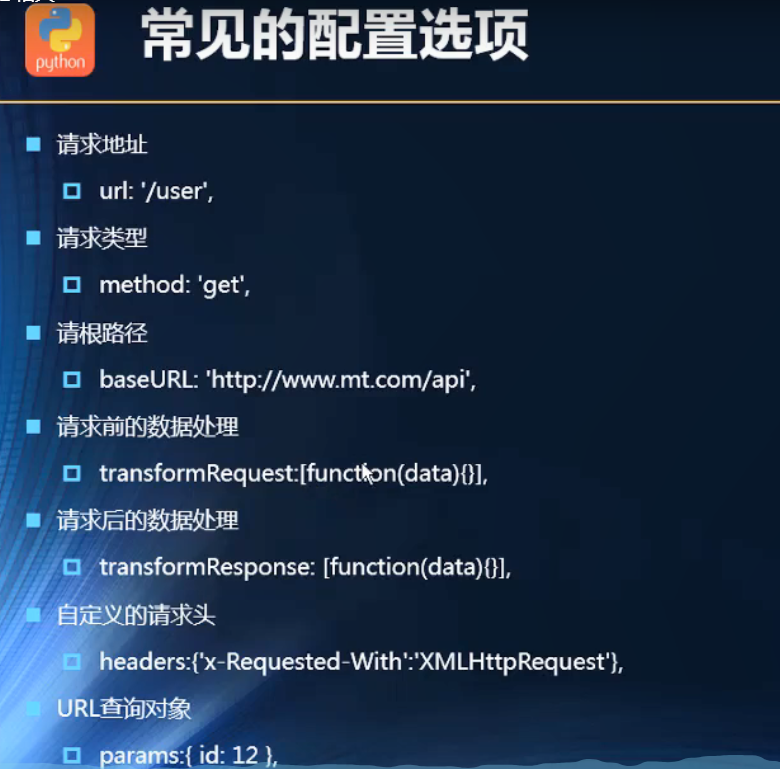 python
常见的配置选项
请求地址
url: '/user',
请求类型
method: 'get',
请根路径
baseURL: 'http://www.mt.com/api',
请求前的数据处理
transformRequest:[function(data){}],
请求后的数据处理
transformResponse: [function(data){}],
自定义的请求头
headers:{'x-Requested-With':'XMLHttpRequest'},
URL查询对象
params:{ id: 12 },